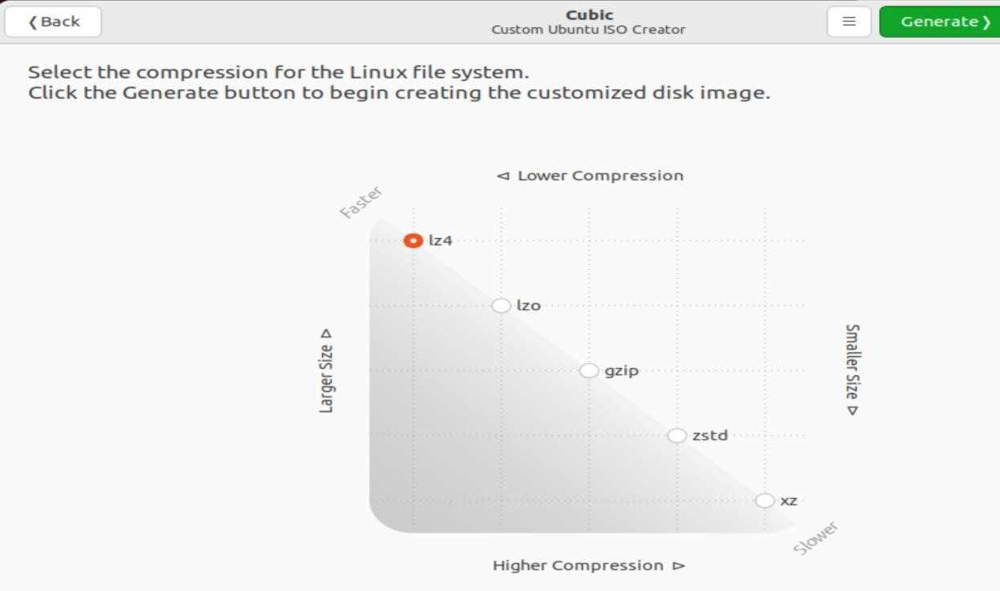 ❮Back
Cubic
Custom Ubuntu ISO Creator
Generate❯
Select the compression for the Linux file system.
Click the Generate button to begin creating the customized disk image.
⊲ Lower Compression
Faster
lz4
lzo
Larger Size ⊳
gzip
Smaller Size ⊳
zstd
xz
Slower
Higher Compression ⊳